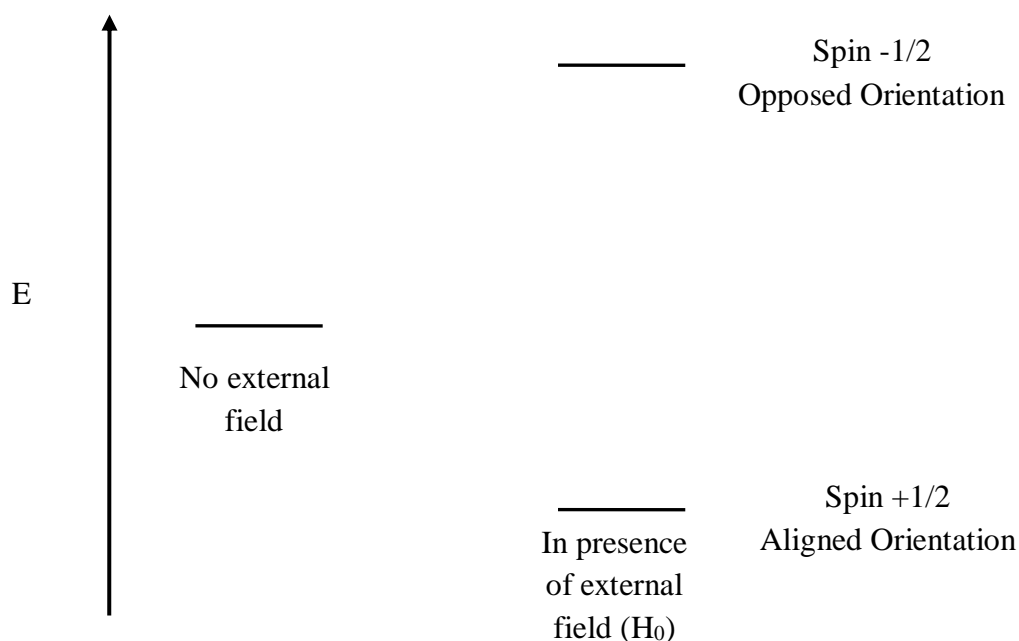 Spin -1/2
Opposed Orientation
E
No external
field
Spin +1/2
Aligned Orientation
In presence
of external
field (H₀)